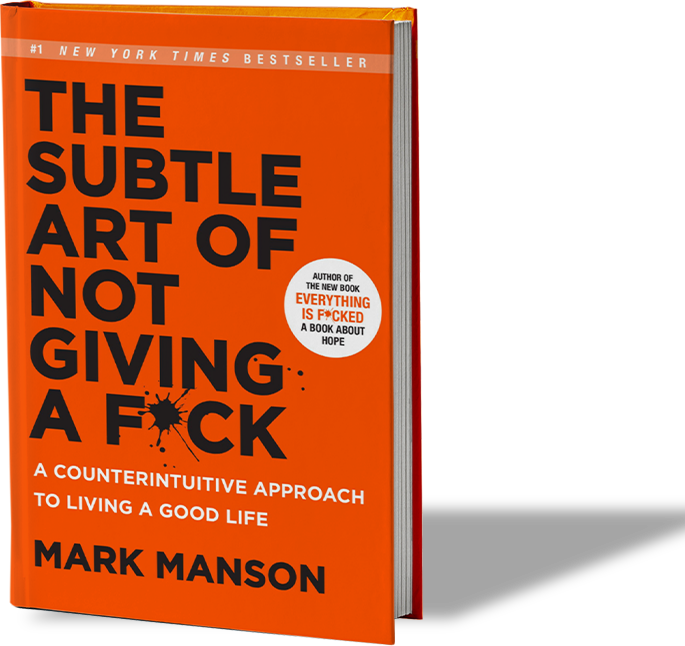 #1 NEW YORK TIMES BESTSELLER
THE
SUBTLE
ART OF
NOT
GIVING
A F*CK
AUTHOR OF
THE NEW BOOK
EVERYTHING
IS F*CKED
A BOOK ABOUT
HOPE
A COUNTERINTUITIVE APPROACH
TO LIVING A GOOD LIFE
MARK MANSON